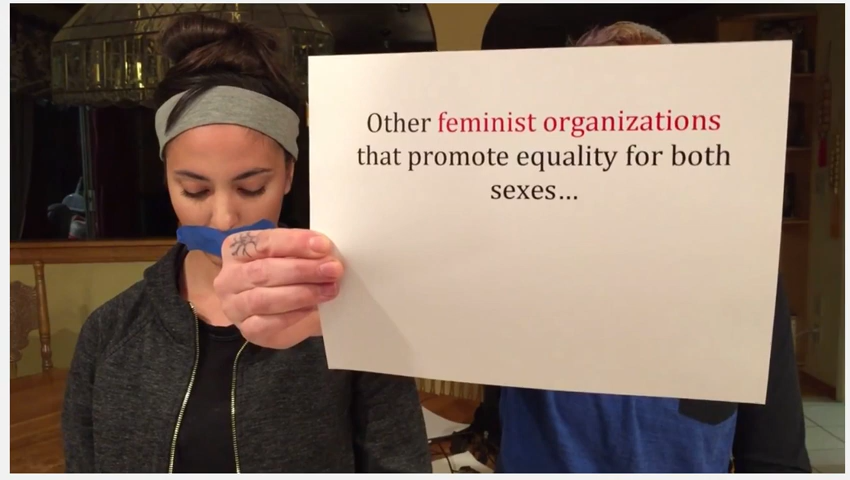 Other feminist organizations
that promote equality for both
sexes...